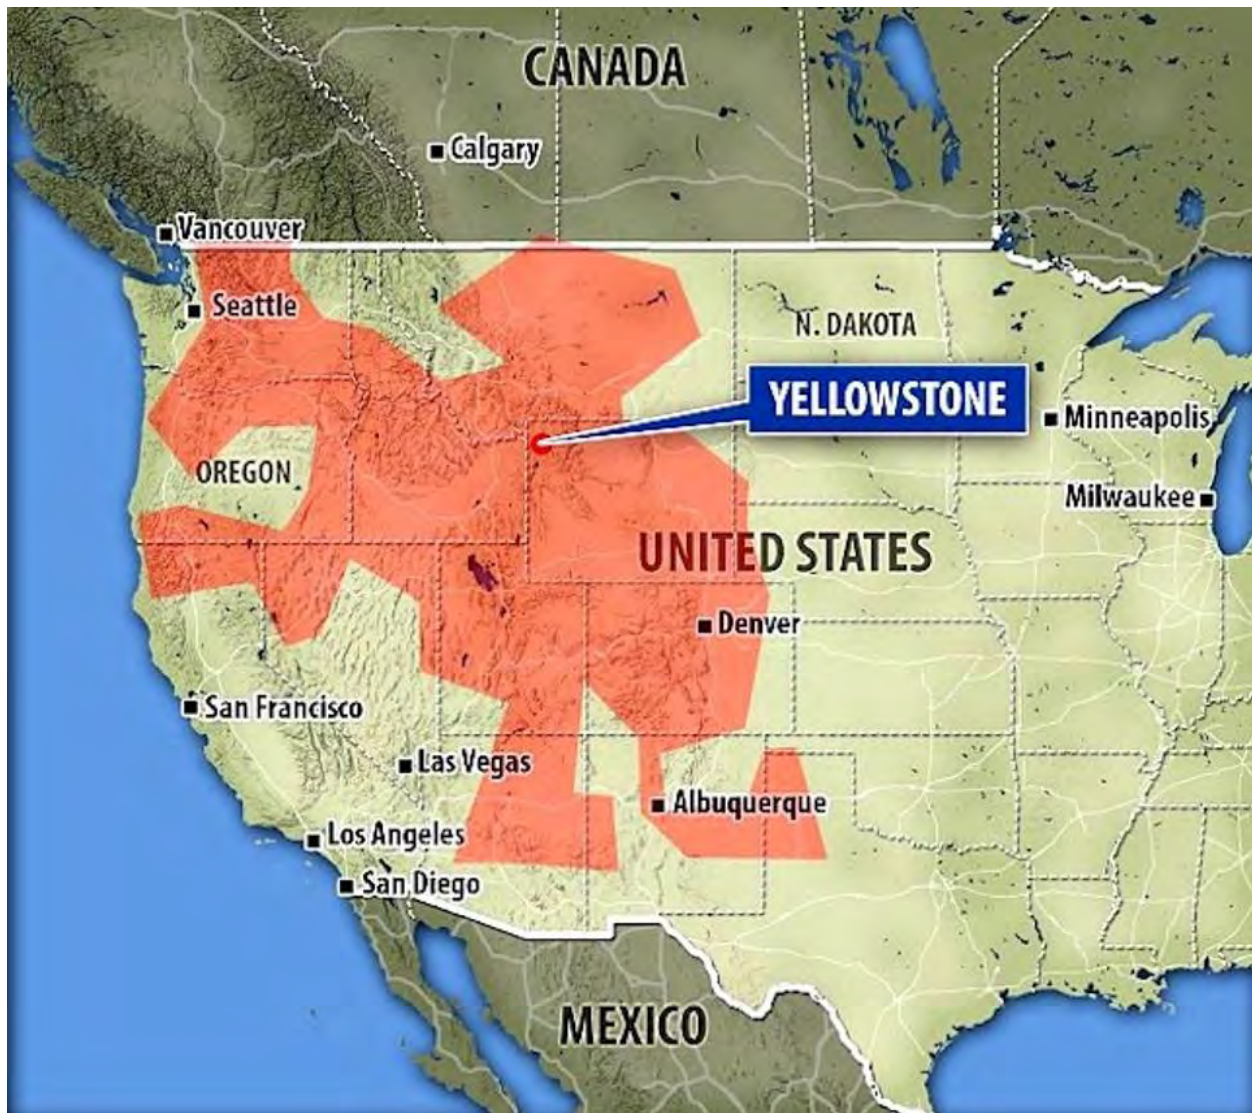 CANADA
Calgary
Vancouver
Seattle
N. DAKOTA
YELLOWSTONE
Minneapolis
OREGON
Milwaukee
UNITED STATES
Denver
San Francisco
Las Vegas
Albuquerque
Los Angeles
San Diego
MEXICO